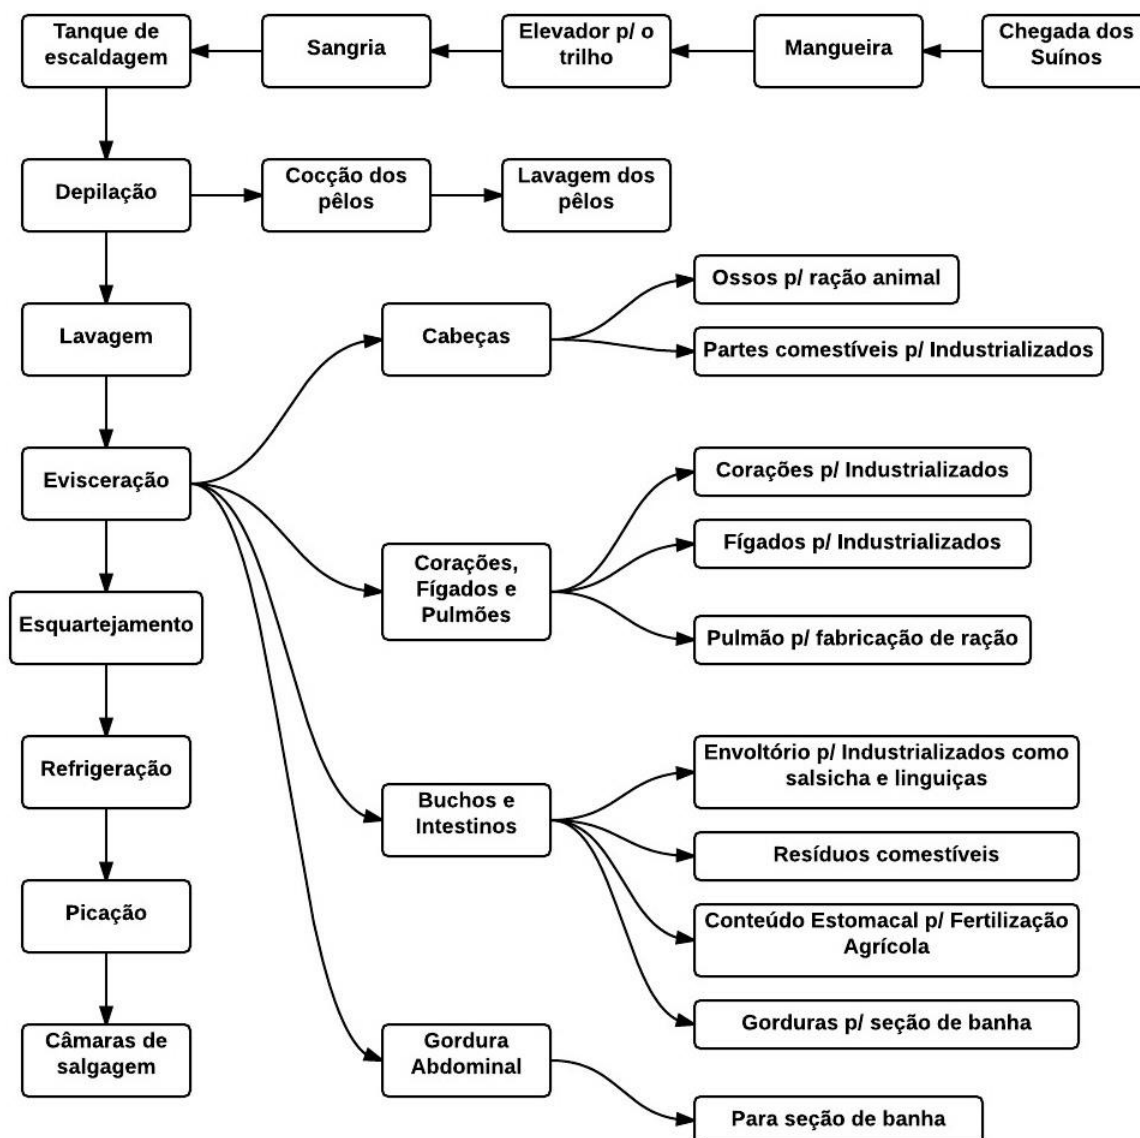 Tanque de
escaldagem
Sangria
Elevador p/ o
trilho
Mangueira
Chegada dos
Suínos
Depilação
Cocção dos
pêlos
Lavagem dos
pêlos
Lavagem
Cabeças
Ossos p/ ração animal
Partes comestíveis p/ Industrializados
Evisceração
Corações,
Fígados e
Pulmões
Corações p/ Industrializados
Fígados p/ Industrializados
Pulmão p/ fabricação de ração
Esquartejamento
Refrigeração
Buchos e
Intestinos
Envoltório p/ Industrializados como
salsicha e linguiças
Resíduos comestíveis
Conteúdo Estomacal p/ Fertilização
Agrícola
Gorduras p/ seção de banha
Picação
Câmaras de
salgagem
Gordura
Abdominal
Para seção de banha